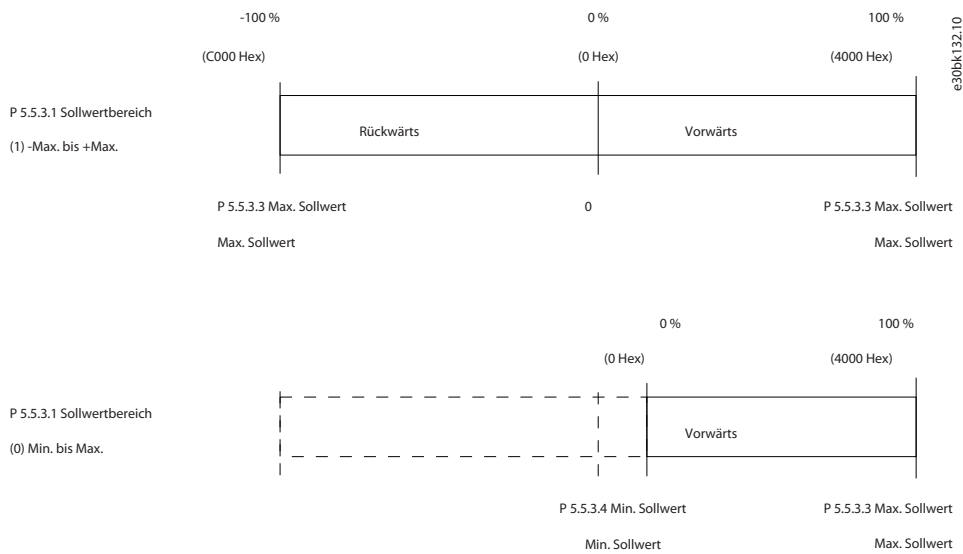 -100 % 0 % 100 %
(C000 Hex) (0 Hex) (4000 Hex)
e30bk132.10
P 5.5.3.1 Sollwertbereich
(1) -Max. bis +Max.
Rückwärts Vorwärts
P 5.5.3.3 Max. Sollwert 0 P 5.5.3.3 Max. Sollwert
Max. Sollwert Max. Sollwert
0 % 100 %
(0 Hex) (4000 Hex)
P 5.5.3.1 Sollwertbereich
(0) Min. bis Max.
Vorwärts
P 5.5.3.4 Min. Sollwert P 5.5.3.3 Max. Sollwert
Min. Sollwert Max. Sollwert